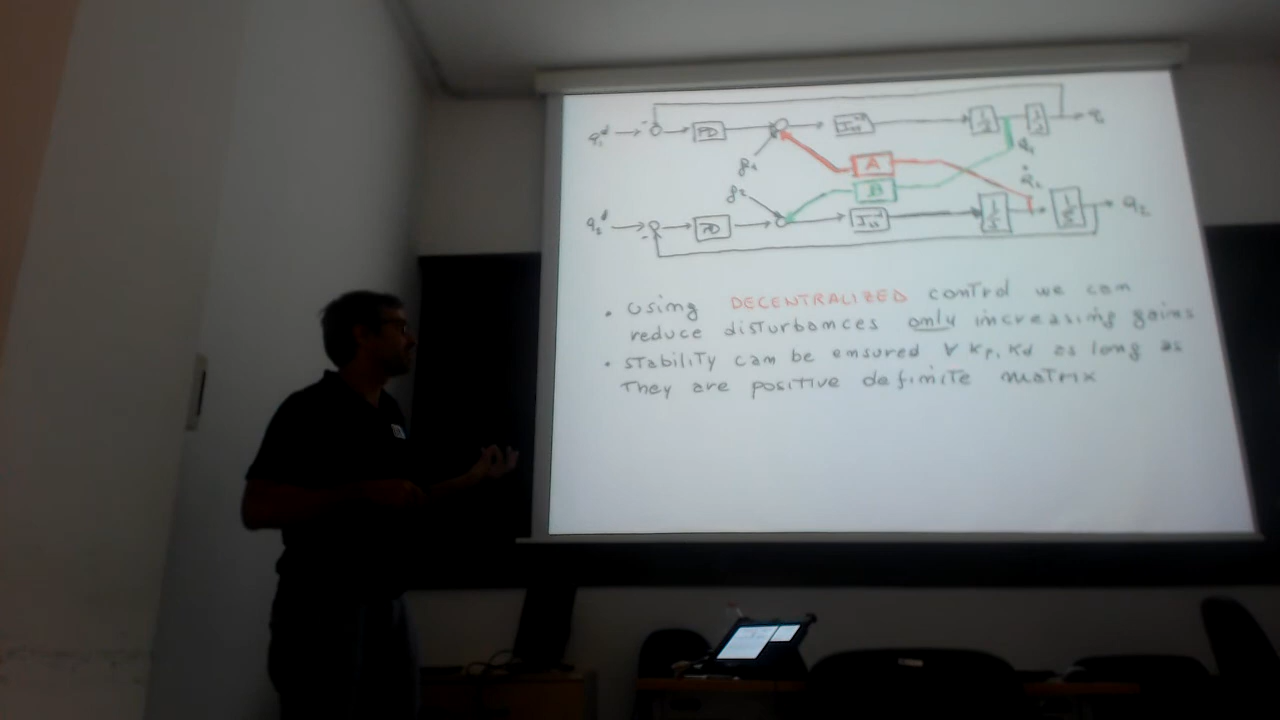 PD
A
B
PD
• Using DECENTRALIZED control we can
reduce disturbances only increasing gains
• Stability can be ensured ∀ Kp, Kd as long as
They are positive definite matrix